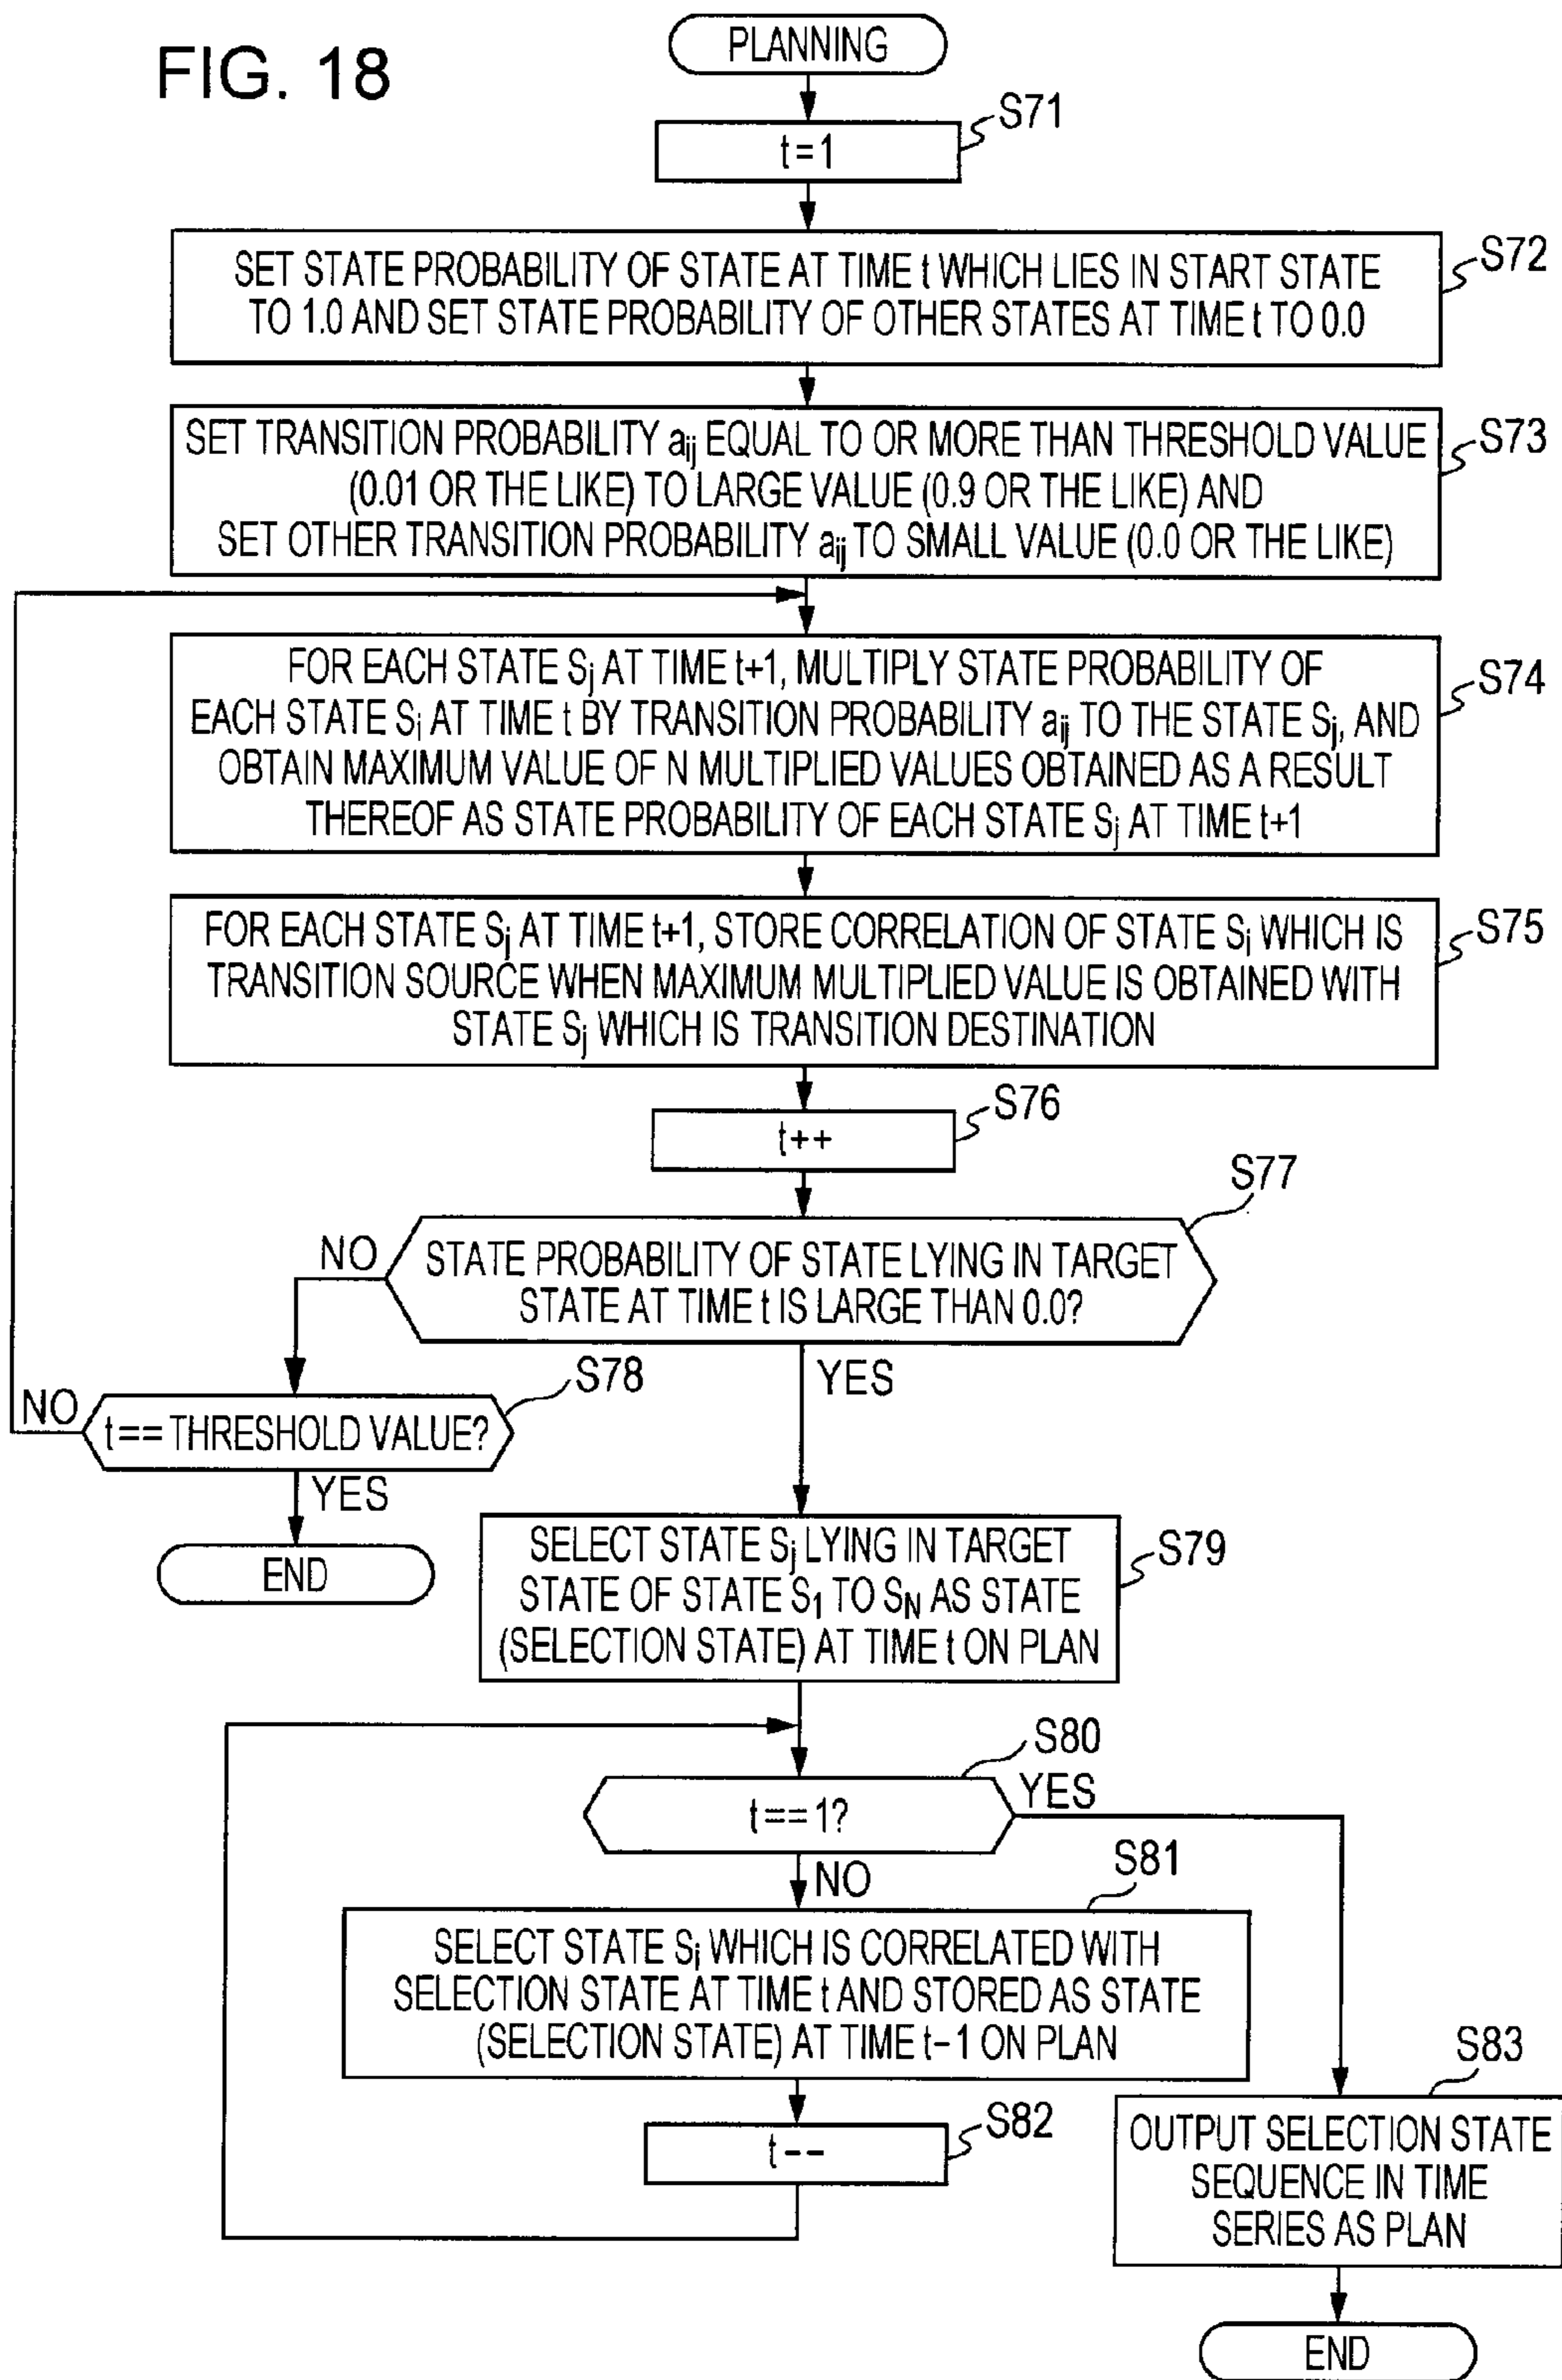 FIG. 18
PLANNING
S71
t=1
S72
SET STATE PROBABILITY OF STATE AT TIME t WHICH LIES IN START STATE
TO 1.0 AND SET STATE PROBABILITY OF OTHER STATES AT TIME t TO 0.0
S73
SET TRANSITION PROBABILITY aij EQUAL TO OR MORE THAN THRESHOLD VALUE
(0.01 OR THE LIKE) TO LARGE VALUE (0.9 OR THE LIKE) AND
SET OTHER TRANSITION PROBABILITY aij TO SMALL VALUE (0.0 OR THE LIKE)
S74
FOR EACH STATE Sj AT TIME t+1, MULTIPLY STATE PROBABILITY OF
EACH STATE Si AT TIME t BY TRANSITION PROBABILITY aij TO THE STATE Sj, AND
OBTAIN MAXIMUM VALUE OF N MULTIPLIED VALUES OBTAINED AS A RESULT
THEREOF AS STATE PROBABILITY OF EACH STATE Sj AT TIME t+1
S75
FOR EACH STATE Sj AT TIME t+1, STORE CORRELATION OF STATE Si WHICH IS
TRANSITION SOURCE WHEN MAXIMUM MULTIPLIED VALUE IS OBTAINED WITH
STATE Sj WHICH IS TRANSITION DESTINATION
S76
t++
S77
STATE PROBABILITY OF STATE LYING IN TARGET
STATE AT TIME t IS LARGE THAN 0.0?
NO
YES
S78
t== THRESHOLD VALUE?
NO
YES
END
S79
SELECT STATE Sj LYING IN TARGET
STATE OF STATE S1 TO SN AS STATE
(SELECTION STATE) AT TIME t ON PLAN
S80
t==1?
YES
NO
S81
SELECT STATE Si WHICH IS CORRELATED WITH
SELECTION STATE AT TIME t AND STORED AS STATE
(SELECTION STATE) AT TIME t-1 ON PLAN
S82
t--
S83
OUTPUT SELECTION STATE
SEQUENCE IN TIME
SERIES AS PLAN
END